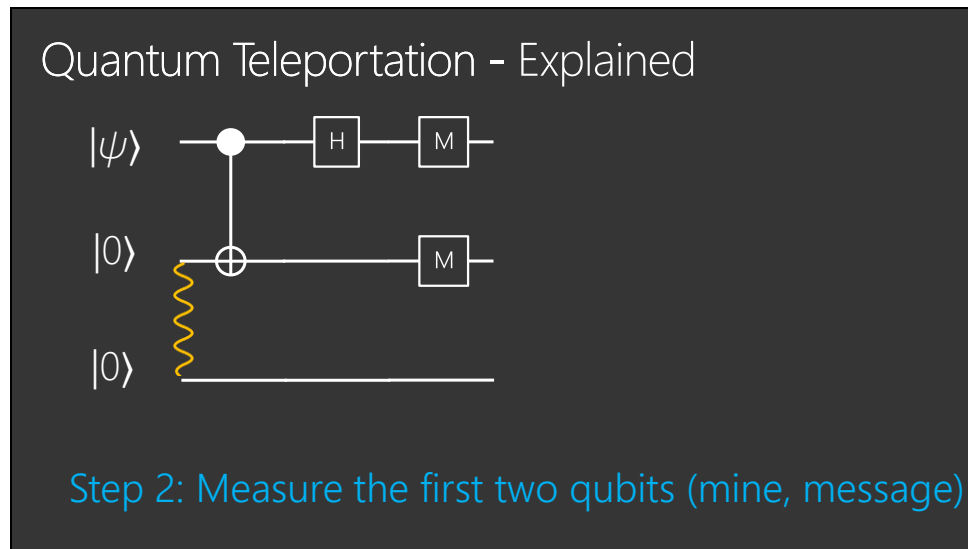 Quantum Teleportation - Explained
|ψ⟩ H M
|0⟩ M
|0⟩
Step 2: Measure the first two qubits (mine, message)